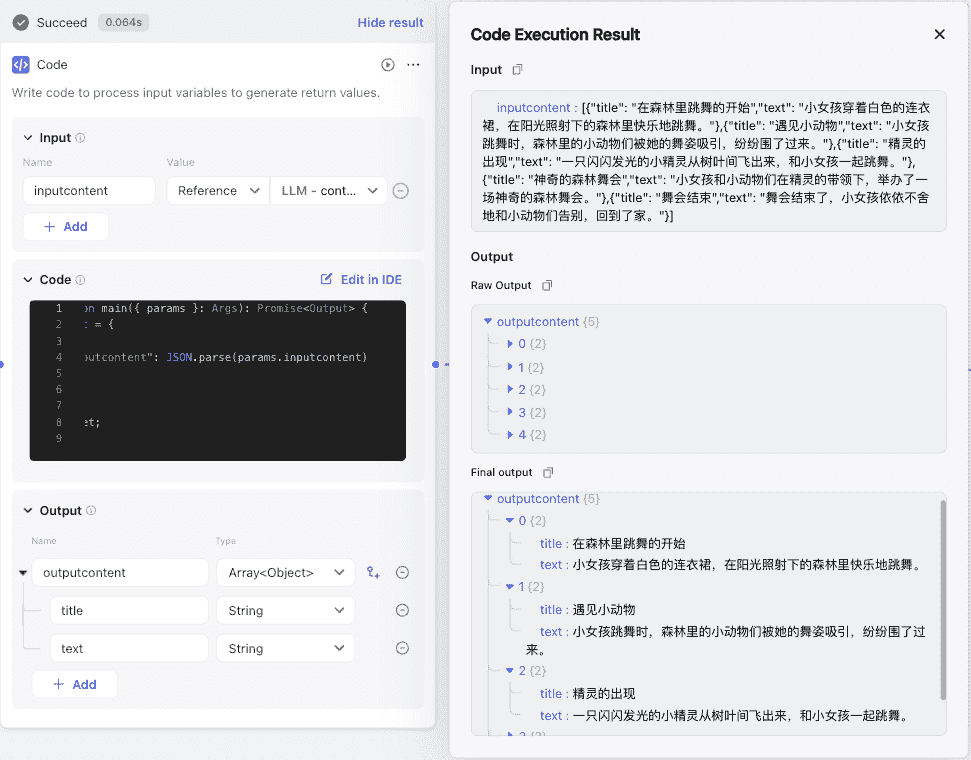 Succeed 0.064s Hide result
Code
Write code to process input variables to generate return values.
Input
Name Value
inputcontent Reference LLM - cont...
Add
Code Edit in IDE
1 on main({ params }: Args): Promise<Output> {
2 = {
3
4 utcontent": JSON.parse(params.inputcontent)
5
6
7
8 et;
9
Output
Name Type
outputcontent Array<Object>
title String
text String
Add
Code Execution Result
Input
inputcontent : [{"title": "在森林里跳舞的开始","text": "小女孩穿着白色的连衣
裙，在阳光照射下的森林里快乐地跳舞。"},{"title": "遇见小动物","text": "小女孩
跳舞时，森林里的小动物们被她的舞姿吸引，纷纷围了过来。"},{"title": "精灵的
出现","text": "一只闪闪发光的小精灵从树叶间飞出来，和小女孩一起跳舞。"},
{"title": "神奇的森林舞会","text": "小女孩和小动物们在精灵的带领下，举办了一
场神奇的森林舞会。"},{"title": "舞会结束","text": "舞会结束了，小女孩依依不舍
地和小动物们告别，回到了家。"}]
Output
Raw Output
outputcontent {5}
0 {2}
1 {2}
2 {2}
3 {2}
4 {2}
Final output
outputcontent {5}
0 {2}
title : 在森林里跳舞的开始
text : 小女孩穿着白色的连衣裙，在阳光照射下的森林里快乐地跳舞。
1 {2}
title : 遇见小动物
text : 小女孩跳舞时，森林里的小动物们被她的舞姿吸引，纷纷围了过
来。
2 {2}
title : 精灵的出现
text : 一只闪闪发光的小精灵从树叶间飞出来，和小女孩一起跳舞。